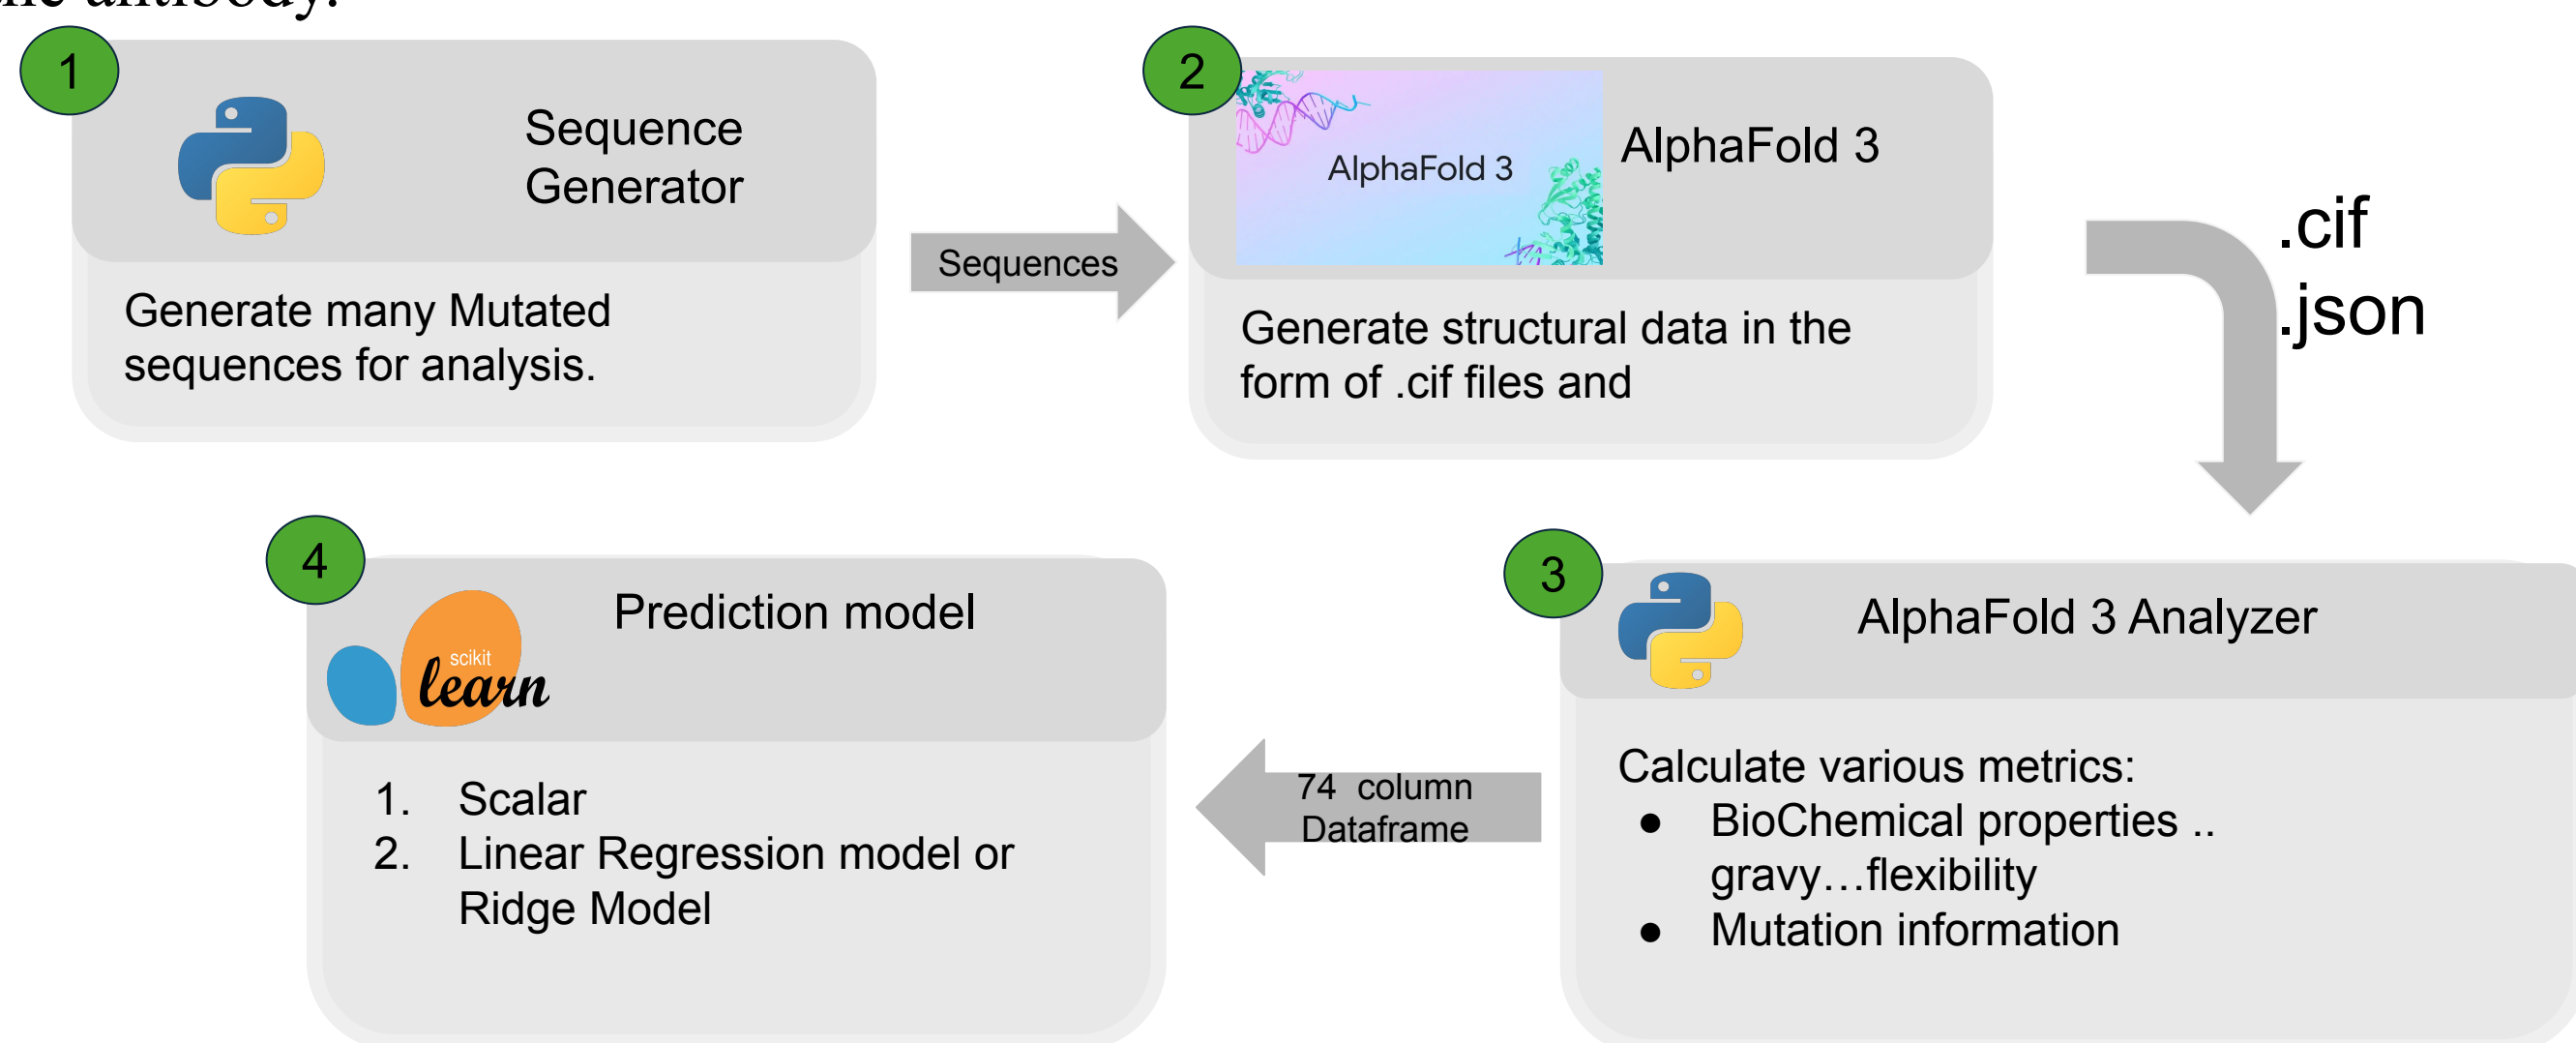 the antibody.
1
Sequence
Generator
Generate many Mutated
sequences for analysis.
Sequences
2
AlphaFold 3
AlphaFold 3
Generate structural data in the
form of .cif files and
.cif
.json
3
AlphaFold 3 Analyzer
Calculate various metrics:
● BioChemical properties ..
gravy…flexibility
● Mutation information
74 column
Dataframe
4
scikit
learn
Prediction model
1. Scalar
2. Linear Regression model or
Ridge Model